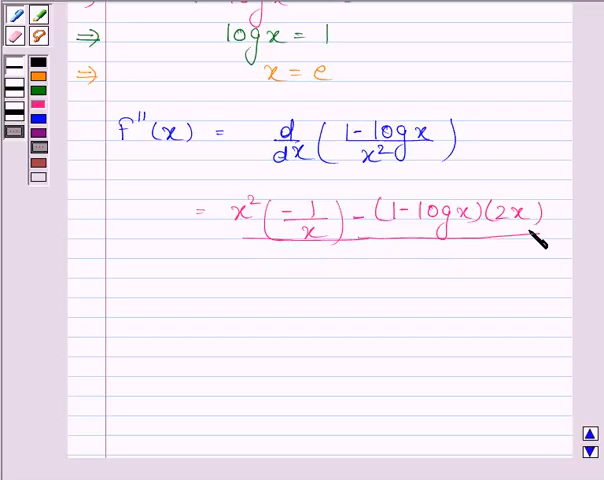 ⇒ log x = 1
⇒ x = e
f''(x) = d/dx ( (1 - log x)/x² )
= x² ( - 1/x ) - (1 - log x)(2x)